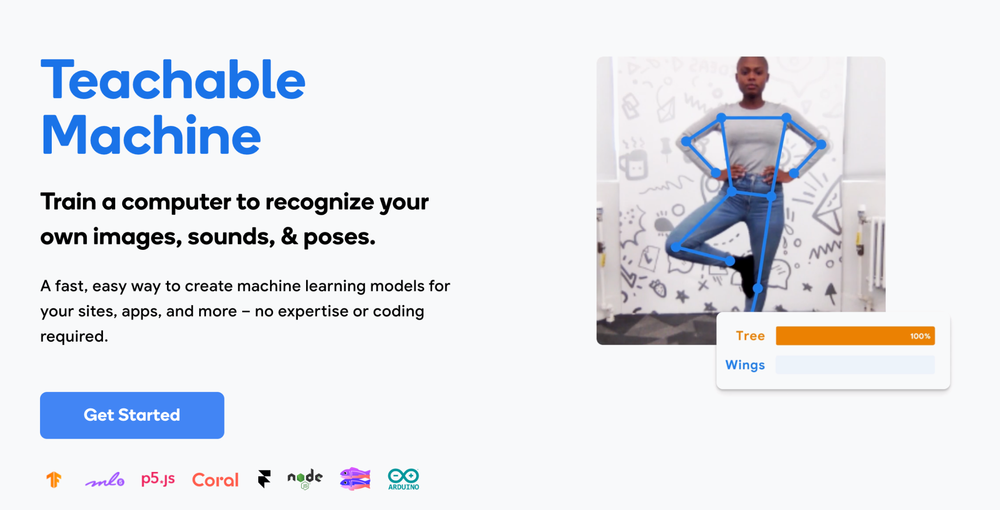 Teachable
Machine
Train a computer to recognize your
own images, sounds, & poses.
A fast, easy way to create machine learning models for
your sites, apps, and more – no expertise or coding
required.
Get Started
ml5
p5*js
Coral
node
JS
ARDUINO
IDEAS
Tree 100%
Wings